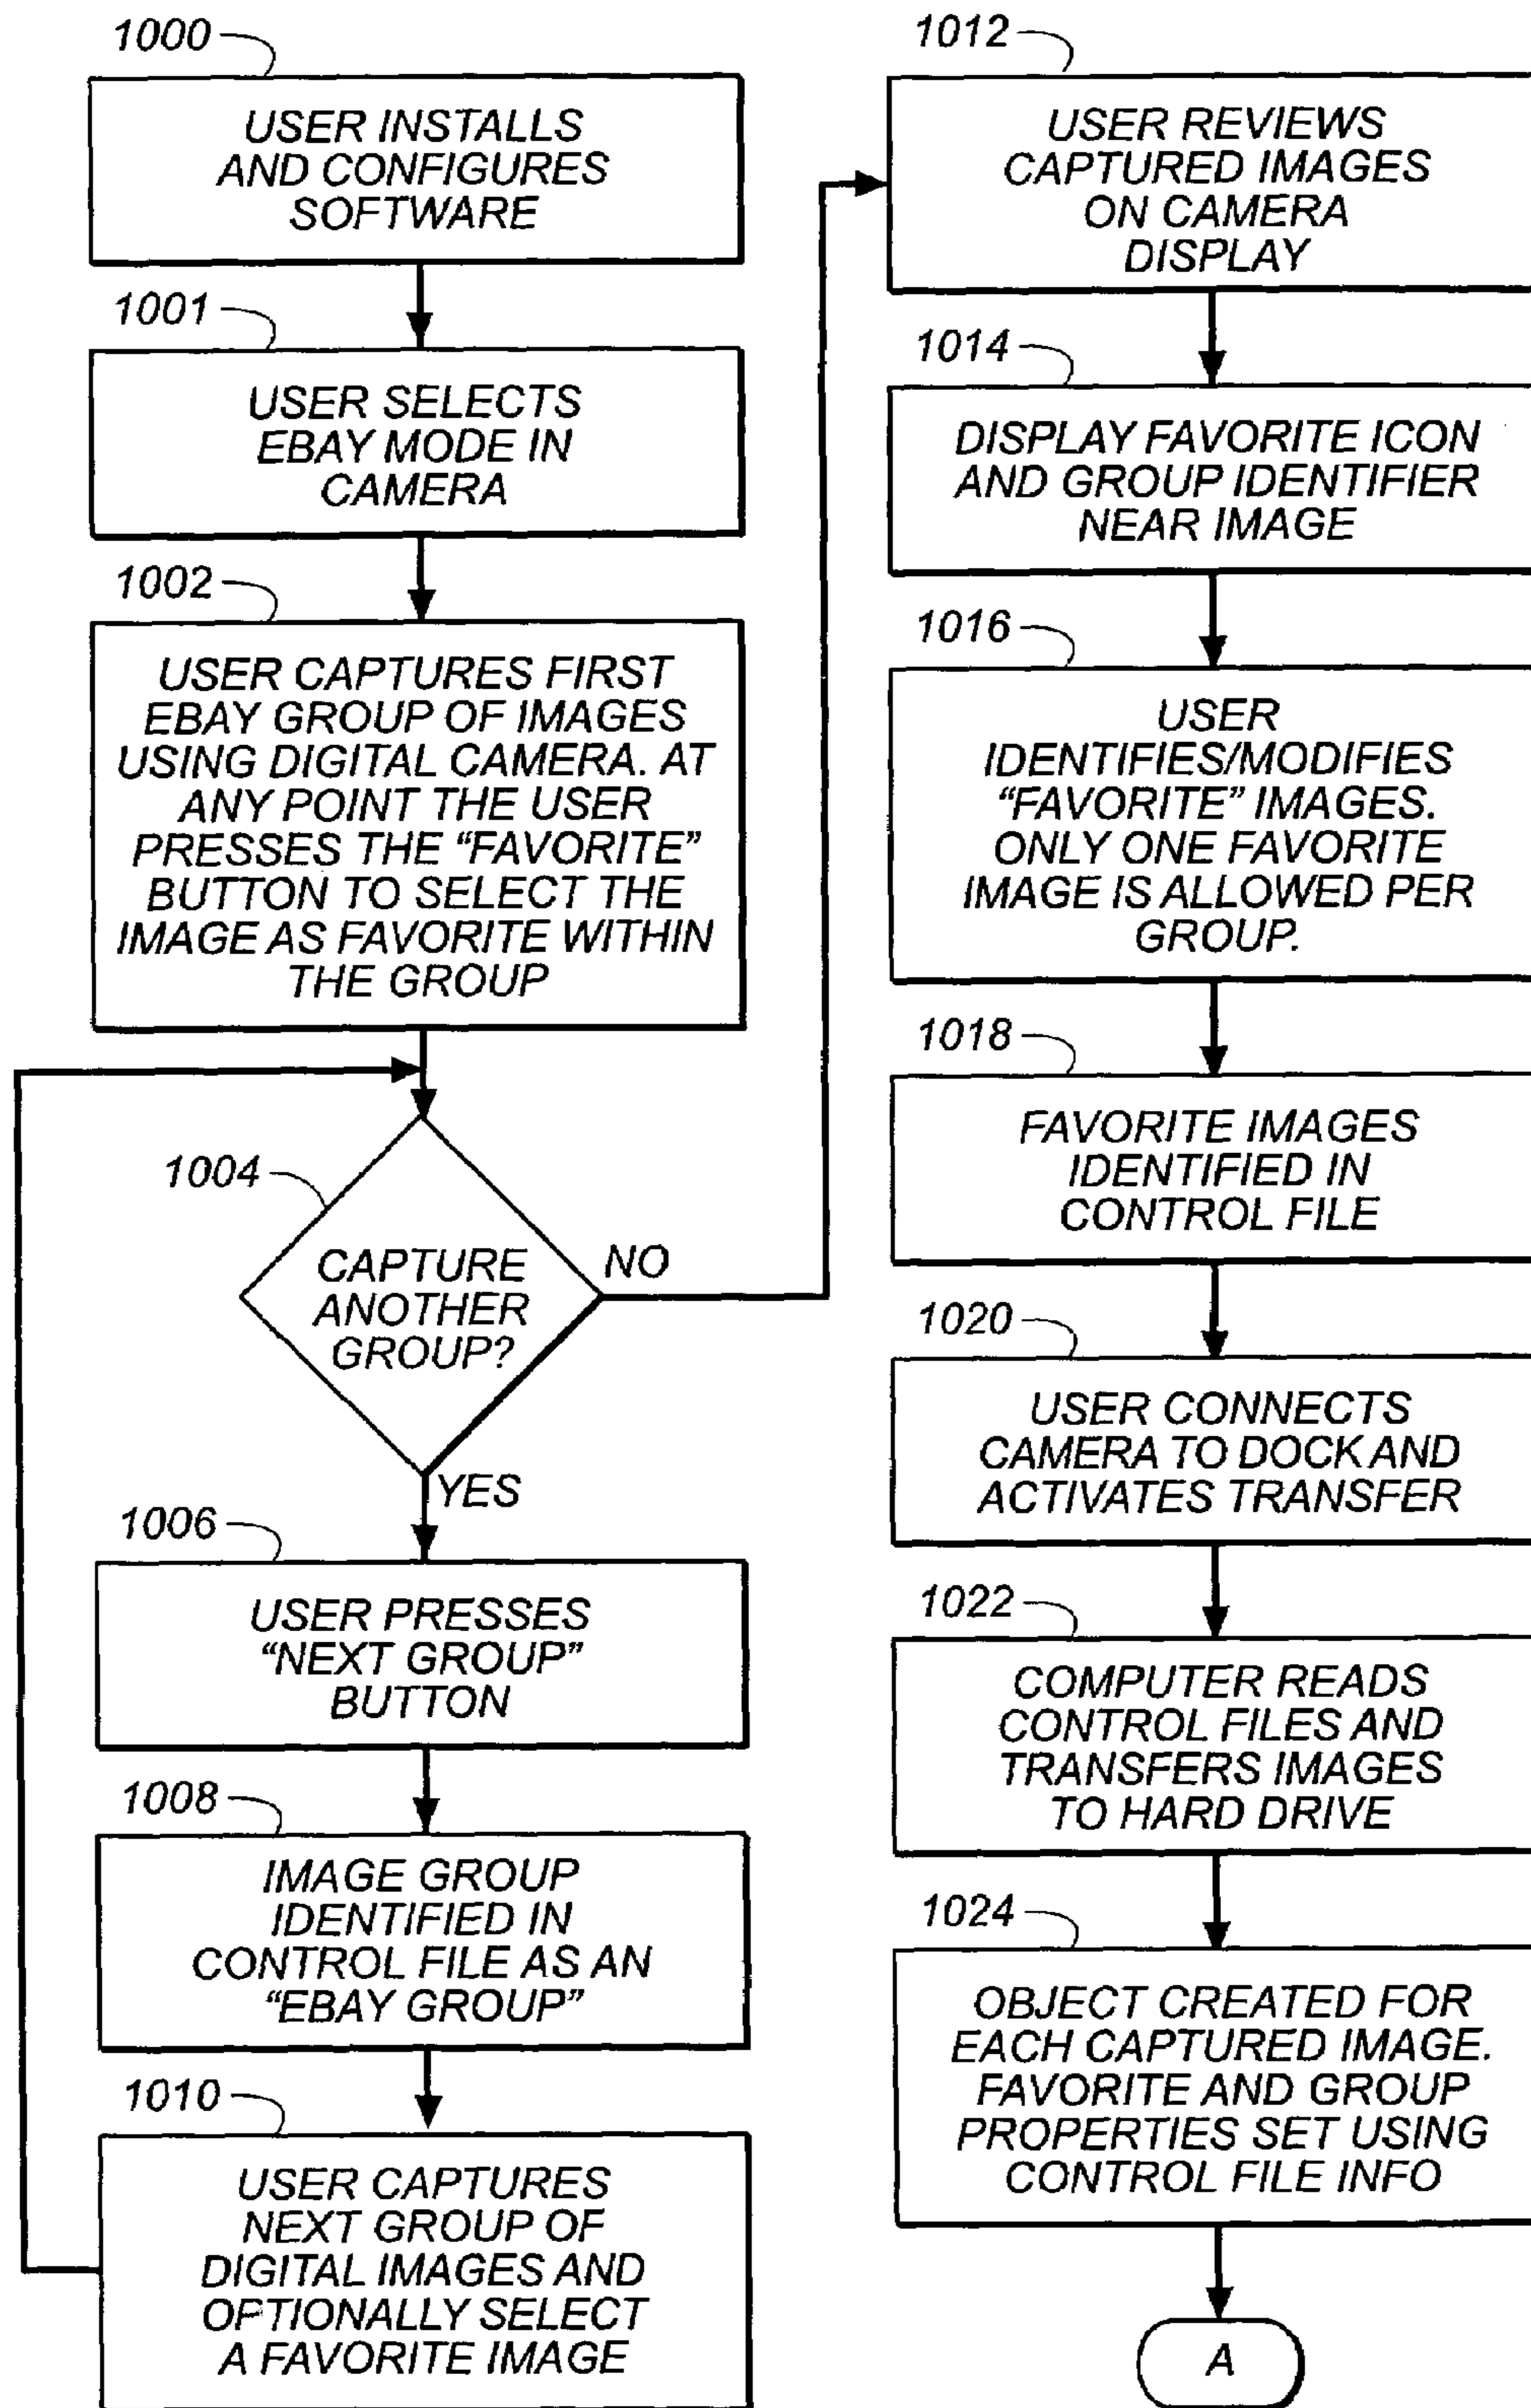 1000
USER INSTALLS
AND CONFIGURES
SOFTWARE
1001
USER SELECTS
EBAY MODE IN
CAMERA
1002
USER CAPTURES FIRST
EBAY GROUP OF IMAGES
USING DIGITAL CAMERA. AT
ANY POINT THE USER
PRESSES THE “FAVORITE”
BUTTON TO SELECT THE
IMAGE AS FAVORITE WITHIN
THE GROUP
1004
CAPTURE
ANOTHER
GROUP?
NO
YES
1006
USER PRESSES
“NEXT GROUP”
BUTTON
1008
IMAGE GROUP
IDENTIFIED IN
CONTROL FILE AS AN
“EBAY GROUP”
1010
USER CAPTURES
NEXT GROUP OF
DIGITAL IMAGES AND
OPTIONALLY SELECT
A FAVORITE IMAGE
1012
USER REVIEWS
CAPTURED IMAGES
ON CAMERA
DISPLAY
1014
DISPLAY FAVORITE ICON
AND GROUP IDENTIFIER
NEAR IMAGE
1016
USER
IDENTIFIES/MODIFIES
“FAVORITE” IMAGES.
ONLY ONE FAVORITE
IMAGE IS ALLOWED PER
GROUP.
1018
FAVORITE IMAGES
IDENTIFIED IN
CONTROL FILE
1020
USER CONNECTS
CAMERA TO DOCK AND
ACTIVATES TRANSFER
1022
COMPUTER READS
CONTROL FILES AND
TRANSFERS IMAGES
TO HARD DRIVE
1024
OBJECT CREATED FOR
EACH CAPTURED IMAGE.
FAVORITE AND GROUP
PROPERTIES SET USING
CONTROL FILE INFO
A